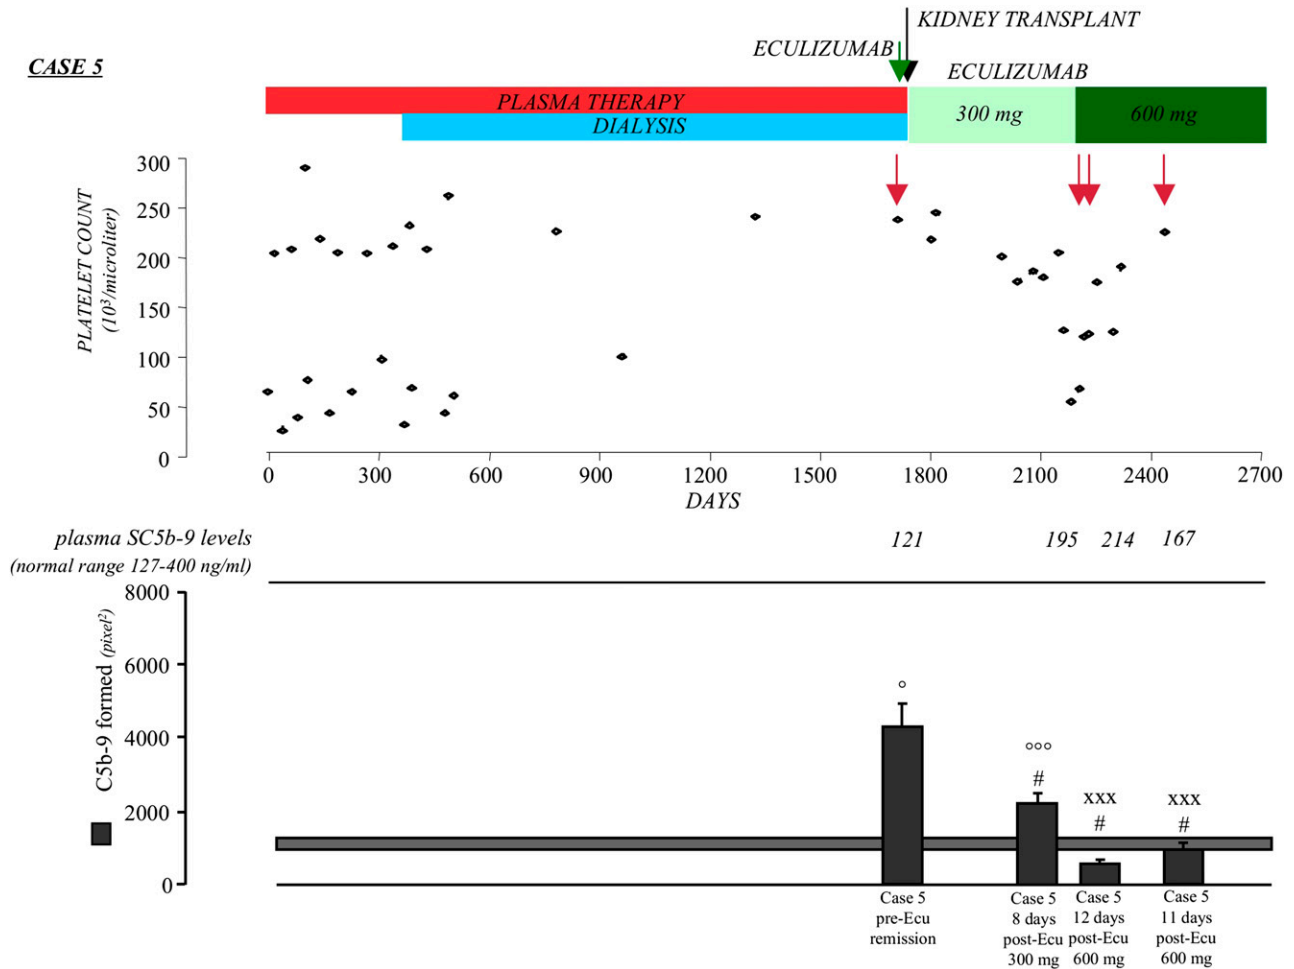 KIDNEY TRANSPLANT
ECULIZUMAB
CASE 5
ECULIZUMAB
PLASMA THERAPY
300 mg
600 mg
DIALYSIS
PLATELET COUNT
(10³/microliter)
300
250
200
150
100
50
0
0 300 600 900 1200 1500 1800 2100 2400 2700
DAYS
plasma SC5b-9 levels
(normal range 127-400 ng/ml)
121 195 214 167
C5b-9 formed (pixel²)
8000
6000
4000
2000
0
°
°°°
#
xxx
#
xxx
#
Case 5
pre-Ecu
remission
Case 5
8 days
post-Ecu
300 mg
Case 5
12 days
post-Ecu
600 mg
Case 5
11 days
post-Ecu
600 mg